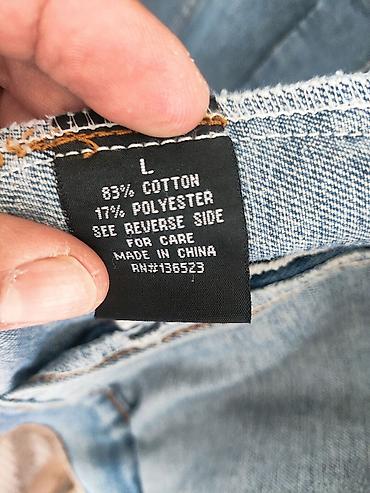 L
83% COTTON
17% POLYESTER
SEE REVERSE SIDE
FOR CARE
MADE IN CHINA
RN#136523